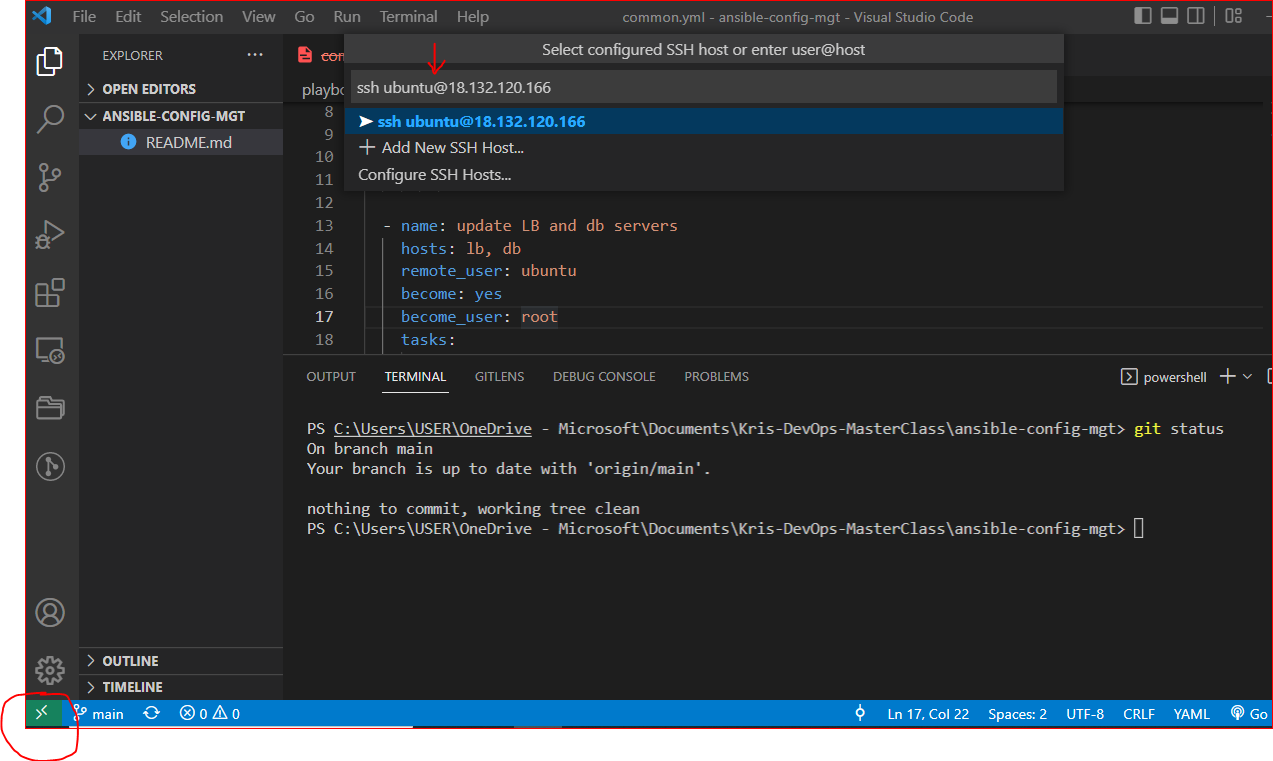 File Edit Selection View Go Run Terminal Help common.yml - ansible-config-mgt - Visual Studio Code
EXPLORER
OPEN EDITORS
ANSIBLE-CONFIG-MGT
README.md
OUTLINE
TIMELINE
Select configured SSH host or enter user@host
ssh ubuntu@18.132.120.166
ssh ubuntu@18.132.120.166
Add New SSH Host...
Configure SSH Hosts...
8
9
10
11
12
13 - name: update LB and db servers
14 hosts: lb, db
15 remote_user: ubuntu
16 become: yes
17 become_user: root
18 tasks:
OUTPUT TERMINAL GITLENS DEBUG CONSOLE PROBLEMS powershell
PS C:\Users\USER\OneDrive - Microsoft\Documents\Kris-DevOps-MasterClass\ansible-config-mgt> git status
On branch main
Your branch is up to date with 'origin/main'.
nothing to commit, working tree clean
PS C:\Users\USER\OneDrive - Microsoft\Documents\Kris-DevOps-MasterClass\ansible-config-mgt>
main 0 0 Ln 17, Col 22 Spaces: 2 UTF-8 CRLF YAML Go